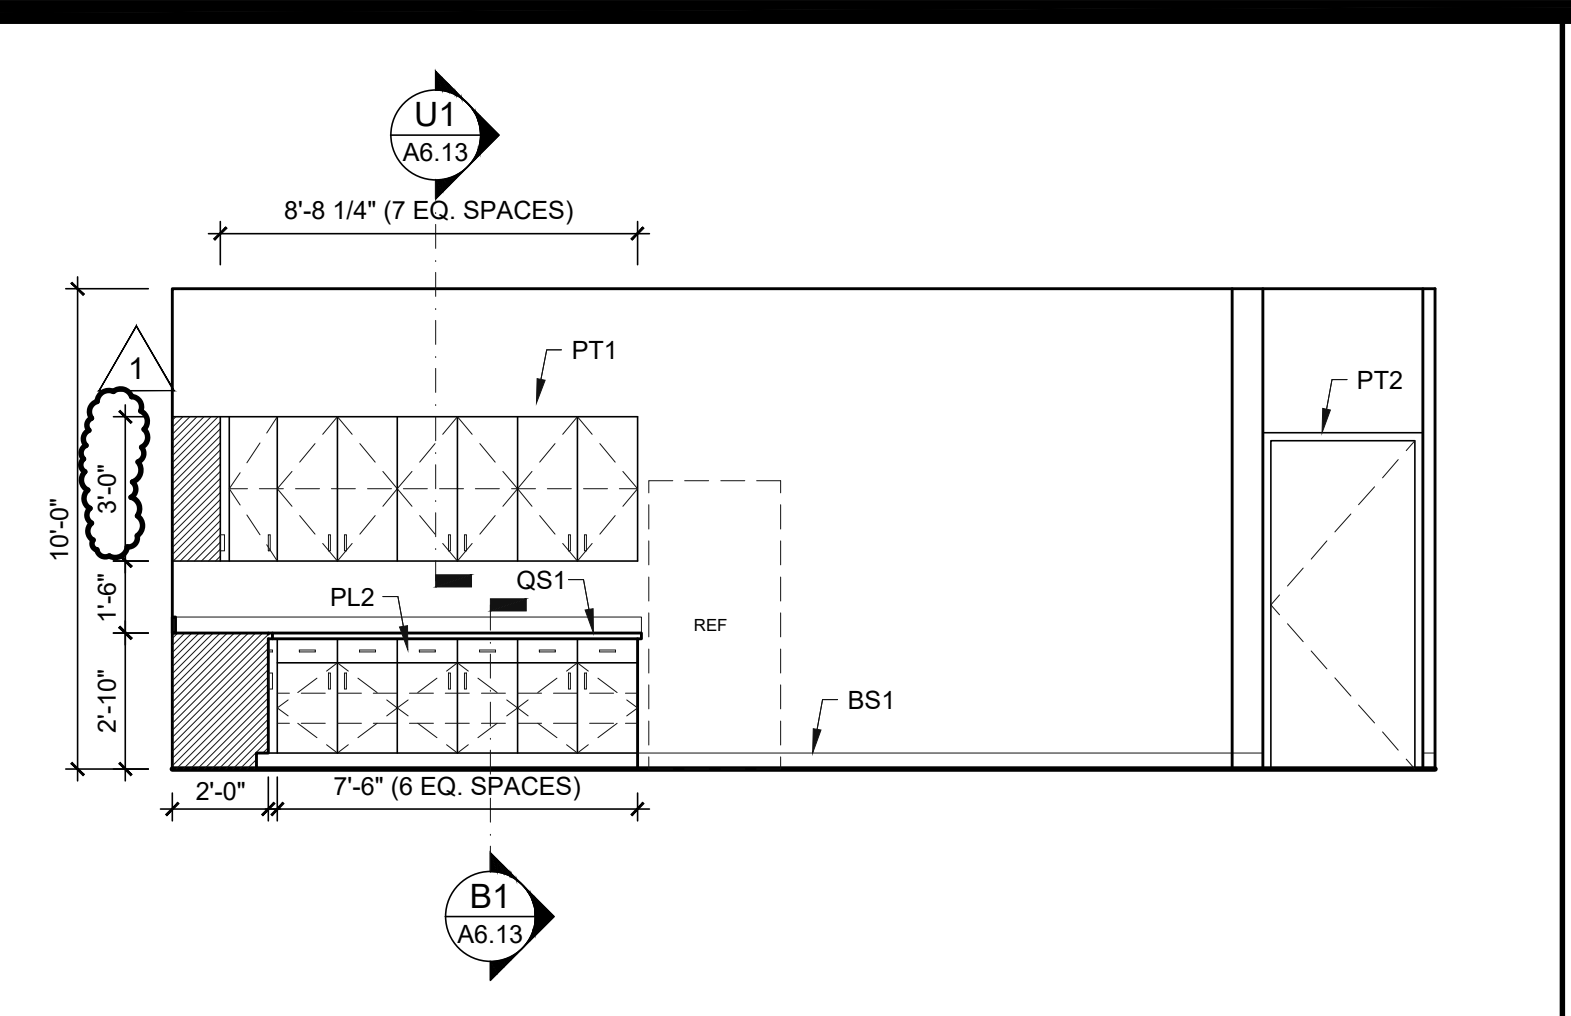 U1
A6.13
8'-8 1/4" (7 EQ. SPACES)
PT1
1
PT2
3'-0"
10'-0"
1'-6"
QS1
PL2
REF
2'-10"
BS1
2'-0"
7'-6" (6 EQ. SPACES)
B1
A6.13